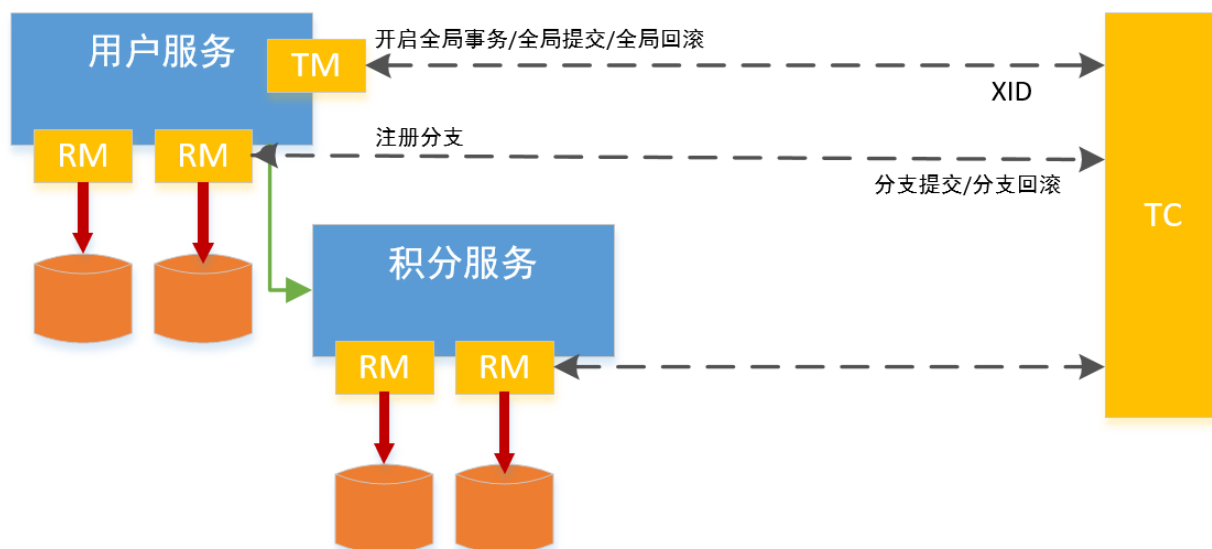 用户服务
TM
开启全局事务/全局提交/全局回滚
XID
RM
RM
注册分支
分支提交/分支回滚
TC
积分服务
RM
RM